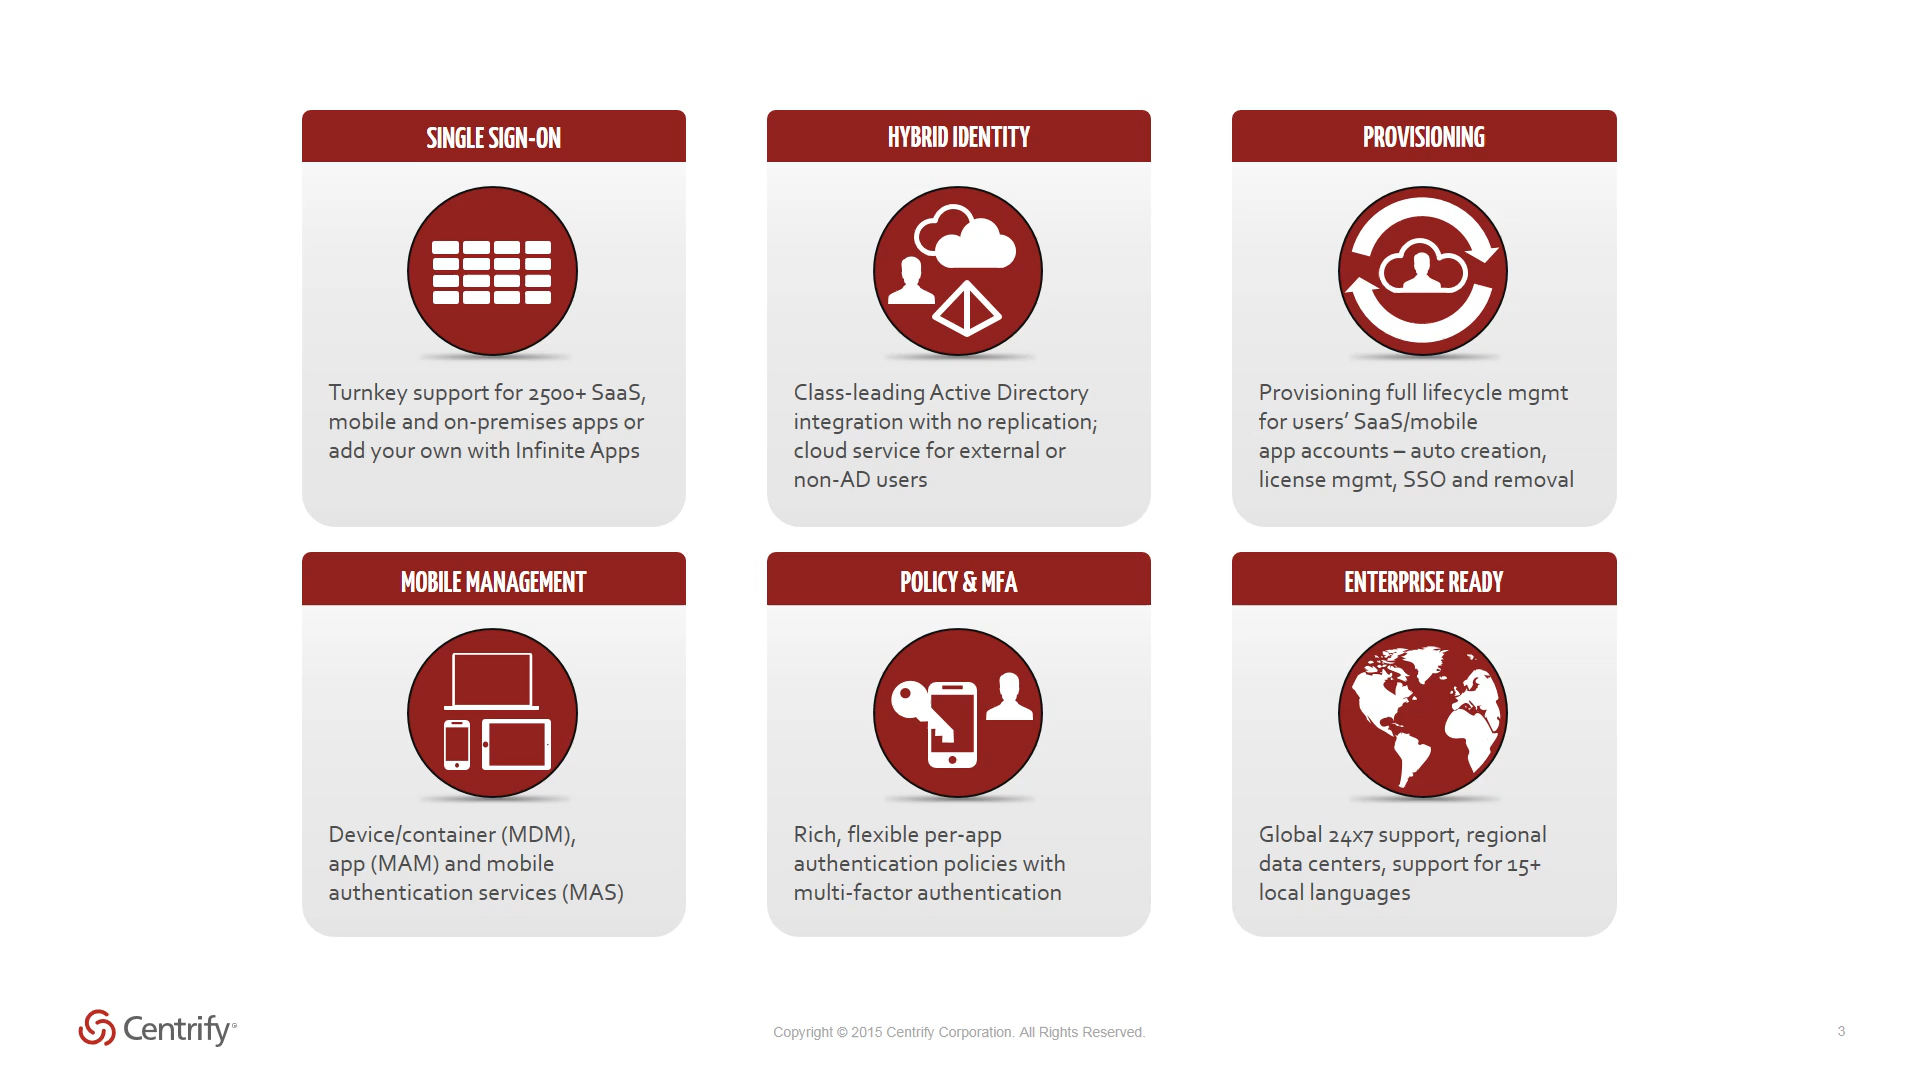 SINGLE SIGN-ON
Turnkey support for 2500+ SaaS,
mobile and on-premises apps or
add your own with Infinite Apps
HYBRID IDENTITY
Class-leading Active Directory
integration with no replication;
cloud service for external or
non-AD users
PROVISIONING
Provisioning full lifecycle mgmt
for users’ SaaS/mobile
app accounts – auto creation,
license mgmt, SSO and removal
MOBILE MANAGEMENT
Device/container (MDM),
app (MAM) and mobile
authentication services (MAS)
POLICY & MFA
Rich, flexible per-app
authentication policies with
multi-factor authentication
ENTERPRISE READY
Global 24x7 support, regional
data centers, support for 15+
local languages
Centrify®
Copyright © 2015 Centrify Corporation. All Rights Reserved.
3